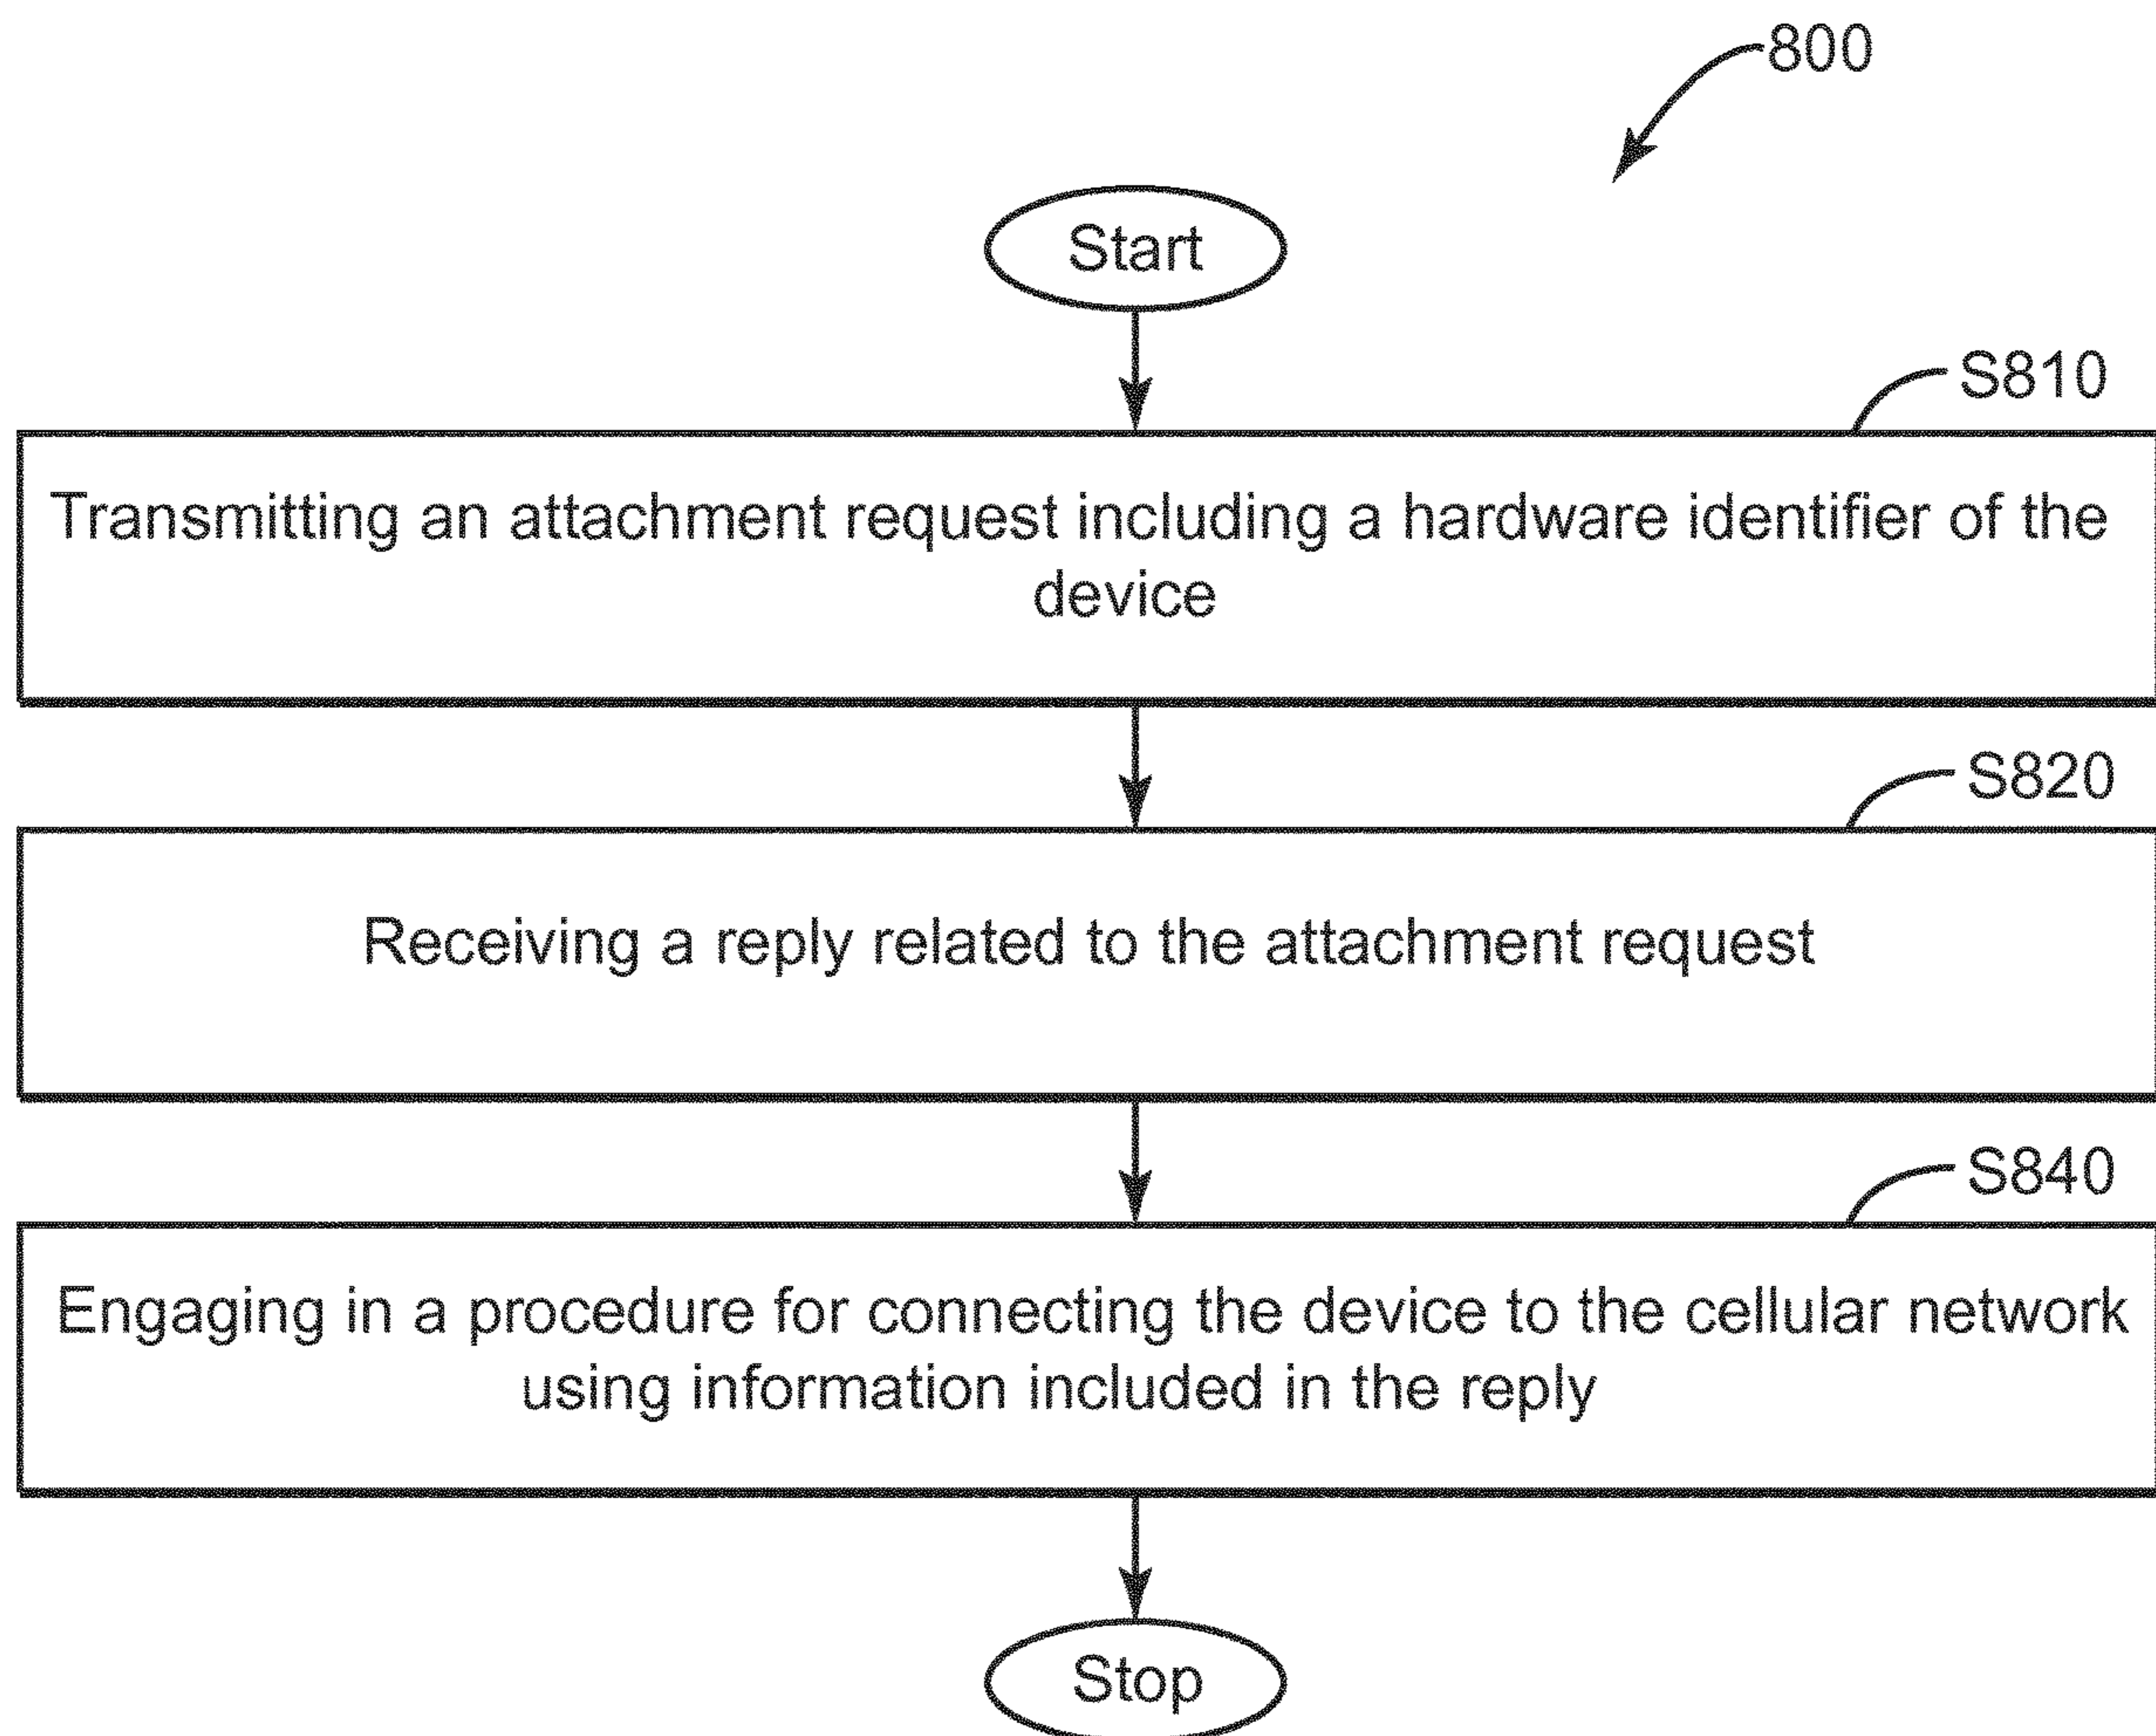 800
Start
S810
Transmitting an attachment request including a hardware identifier of the
device
S820
Receiving a reply related to the attachment request
S840
Engaging in a procedure for connecting the device to the cellular network
using information included in the reply
Stop